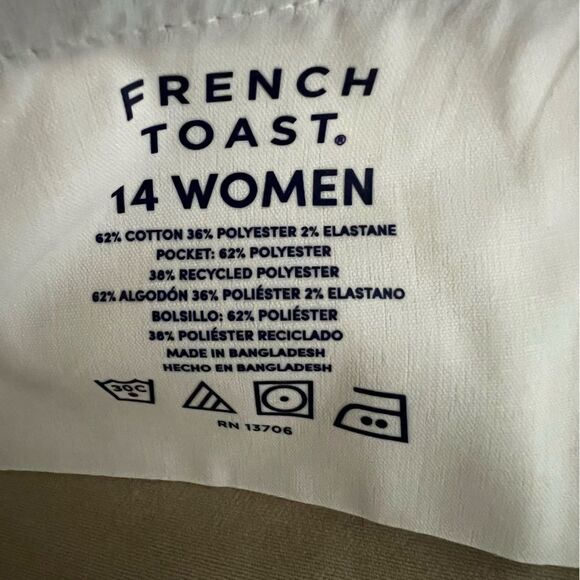 FRENCH
TOAST®
14 WOMEN
62% COTTON 36% POLYESTER 2% ELASTANE
POCKET: 62% POLYESTER
38% RECYCLED POLYESTER
62% ALGODÓN 36% POLIÉSTER 2% ELASTANO
BOLSILLO: 62% POLIÉSTER
38% POLIÉSTER RECICLADO
MADE IN BANGLADESH
HECHO EN BANGLADESH
30C
RN 13706